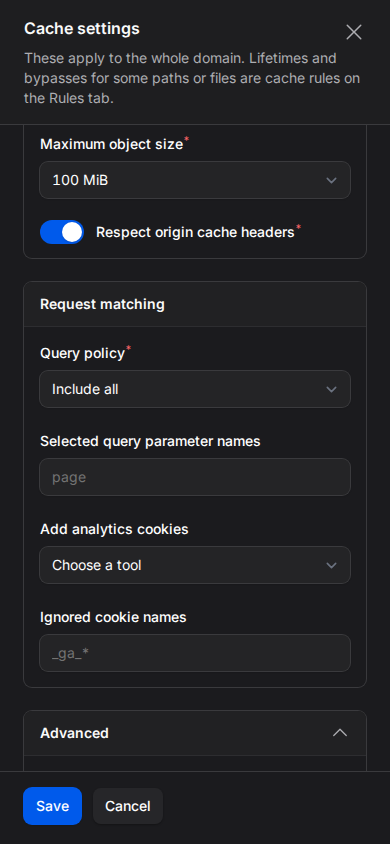 Cache settings
These apply to the whole domain. Lifetimes and
bypasses for some paths or files are cache rules on
the Rules tab.
Maximum object size*
100 MiB
Respect origin cache headers*
Request matching
Query policy*
Include all
Selected query parameter names
page
Add analytics cookies
Choose a tool
Ignored cookie names
_ga_*
Advanced
Save
Cancel